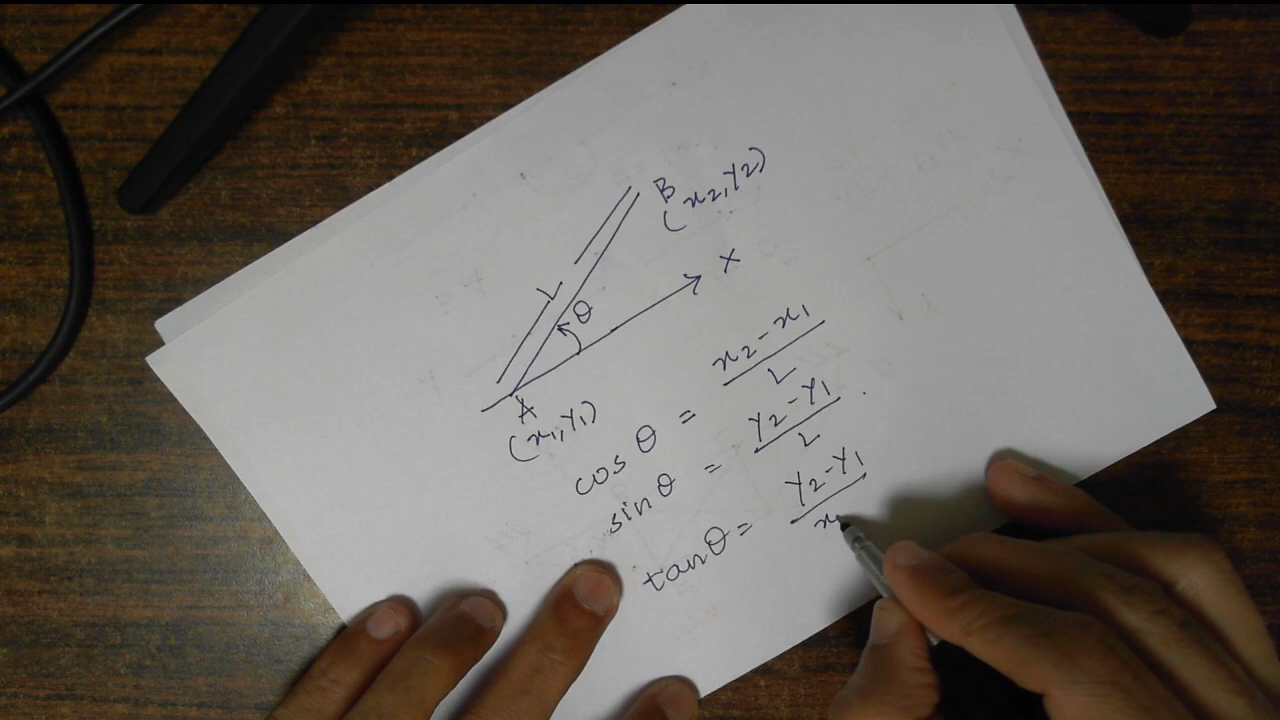 B
(x2,Y2)
X
L
θ
A
(x1,Y1)
cos θ = x2-x1/L
sin θ = Y2-Y1/L
tan θ = Y2-Y1/x